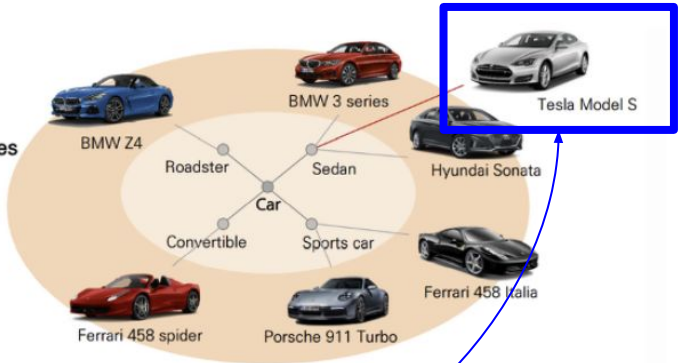 BMW 3 series
Tesla Model S
BMW Z4
es
Roadster
Sedan
Hyundai Sonata
Car
Convertible
Sports car
Ferrari 458 Italia
Ferrari 458 spider
Porsche 911 Turbo